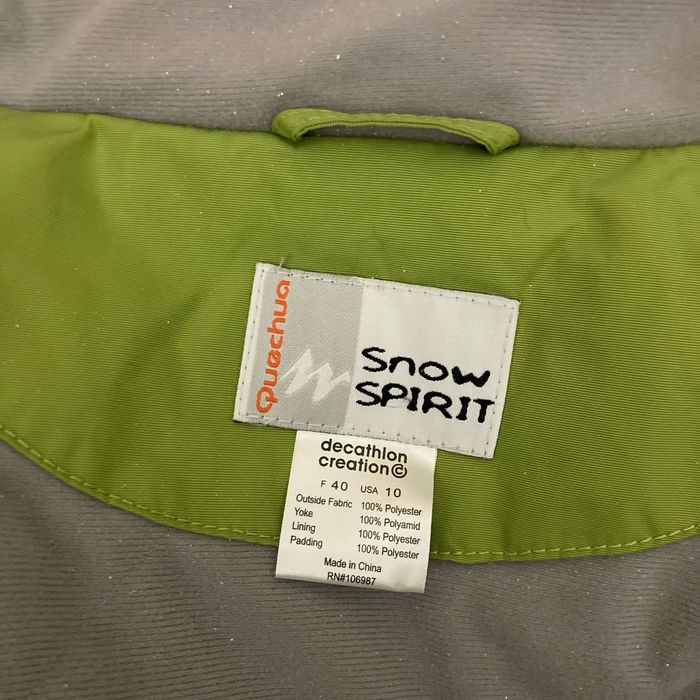 Quechua
Snow
SPIRIT
decathlon
creation©
F 40 USA 10
Outside Fabric 100% Polyester
Yoke 100% Polyamid
Lining 100% Polyester
Padding 100% Polyester
Made in China
RN#106987